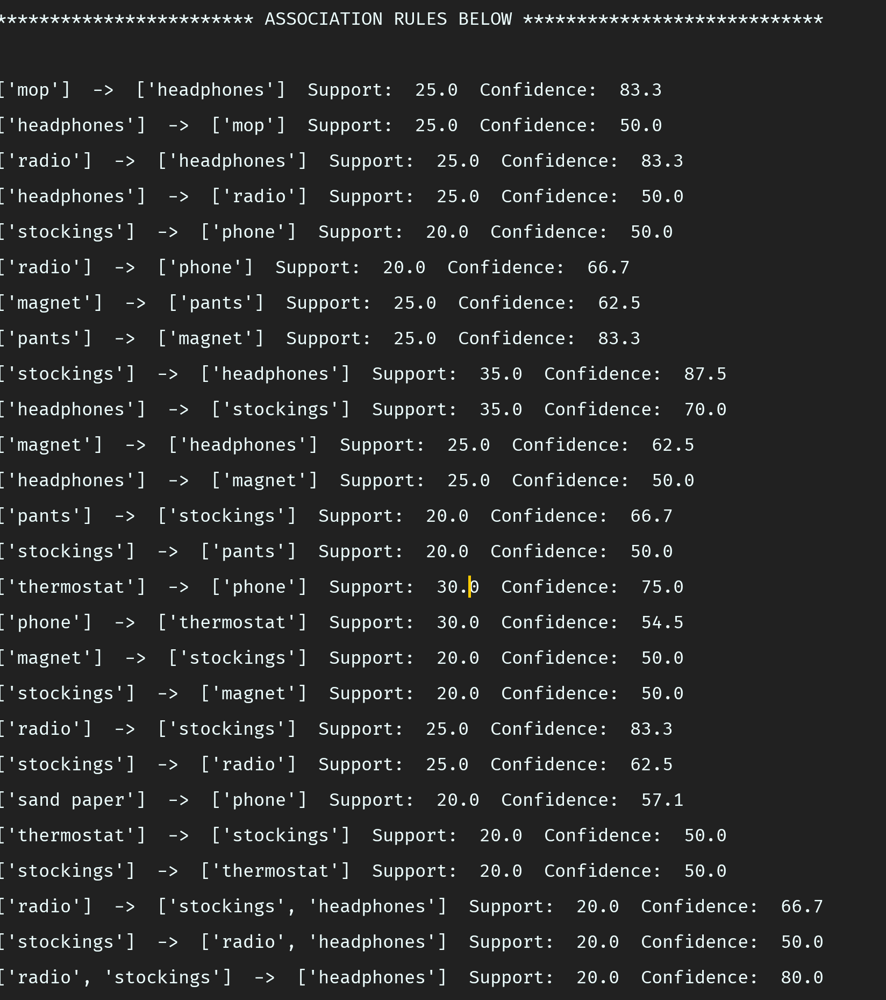 ************************ ASSOCIATION RULES BELOW ****************************
['mop']  ->  ['headphones']  Support:  25.0  Confidence:  83.3
['headphones']  ->  ['mop']  Support:  25.0  Confidence:  50.0
['radio']  ->  ['headphones']  Support:  25.0  Confidence:  83.3
['headphones']  ->  ['radio']  Support:  25.0  Confidence:  50.0
['stockings']  ->  ['phone']  Support:  20.0  Confidence:  50.0
['radio']  ->  ['phone']  Support:  20.0  Confidence:  66.7
['magnet']  ->  ['pants']  Support:  25.0  Confidence:  62.5
['pants']  ->  ['magnet']  Support:  25.0  Confidence:  83.3
['stockings']  ->  ['headphones']  Support:  35.0  Confidence:  87.5
['headphones']  ->  ['stockings']  Support:  35.0  Confidence:  70.0
['magnet']  ->  ['headphones']  Support:  25.0  Confidence:  62.5
['headphones']  ->  ['magnet']  Support:  25.0  Confidence:  50.0
['pants']  ->  ['stockings']  Support:  20.0  Confidence:  66.7
['stockings']  ->  ['pants']  Support:  20.0  Confidence:  50.0
['thermostat']  ->  ['phone']  Support:  30.0  Confidence:  75.0
['phone']  ->  ['thermostat']  Support:  30.0  Confidence:  54.5
['magnet']  ->  ['stockings']  Support:  20.0  Confidence:  50.0
['stockings']  ->  ['magnet']  Support:  20.0  Confidence:  50.0
['radio']  ->  ['stockings']  Support:  25.0  Confidence:  83.3
['stockings']  ->  ['radio']  Support:  25.0  Confidence:  62.5
['sand paper']  ->  ['phone']  Support:  20.0  Confidence:  57.1
['thermostat']  ->  ['stockings']  Support:  20.0  Confidence:  50.0
['stockings']  ->  ['thermostat']  Support:  20.0  Confidence:  50.0
['radio']  ->  ['stockings', 'headphones']  Support:  20.0  Confidence:  66.7
['stockings']  ->  ['radio', 'headphones']  Support:  20.0  Confidence:  50.0
['radio', 'stockings']  ->  ['headphones']  Support:  20.0  Confidence:  80.0